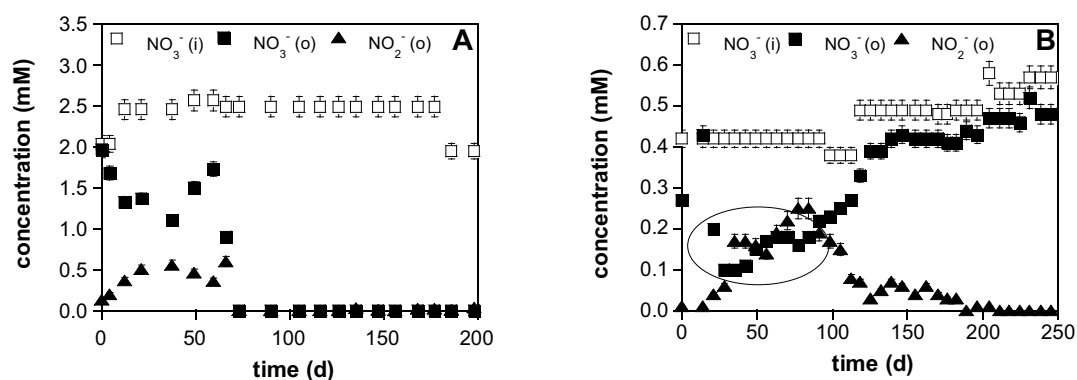 NO₃⁻ (i) NO₃⁻ (o) NO₂⁻ (o) A
3.5
3.0
2.5
2.0
1.5
1.0
0.5
0.0
0 50 100 150 200
concentration (mM)
time (d)
NO₃⁻ (i) NO₃⁻ (o) NO₂⁻ (o) B
0.7
0.6
0.5
0.4
0.3
0.2
0.1
0.0
0 50 100 150 200 250
concentration (mM)
time (d)